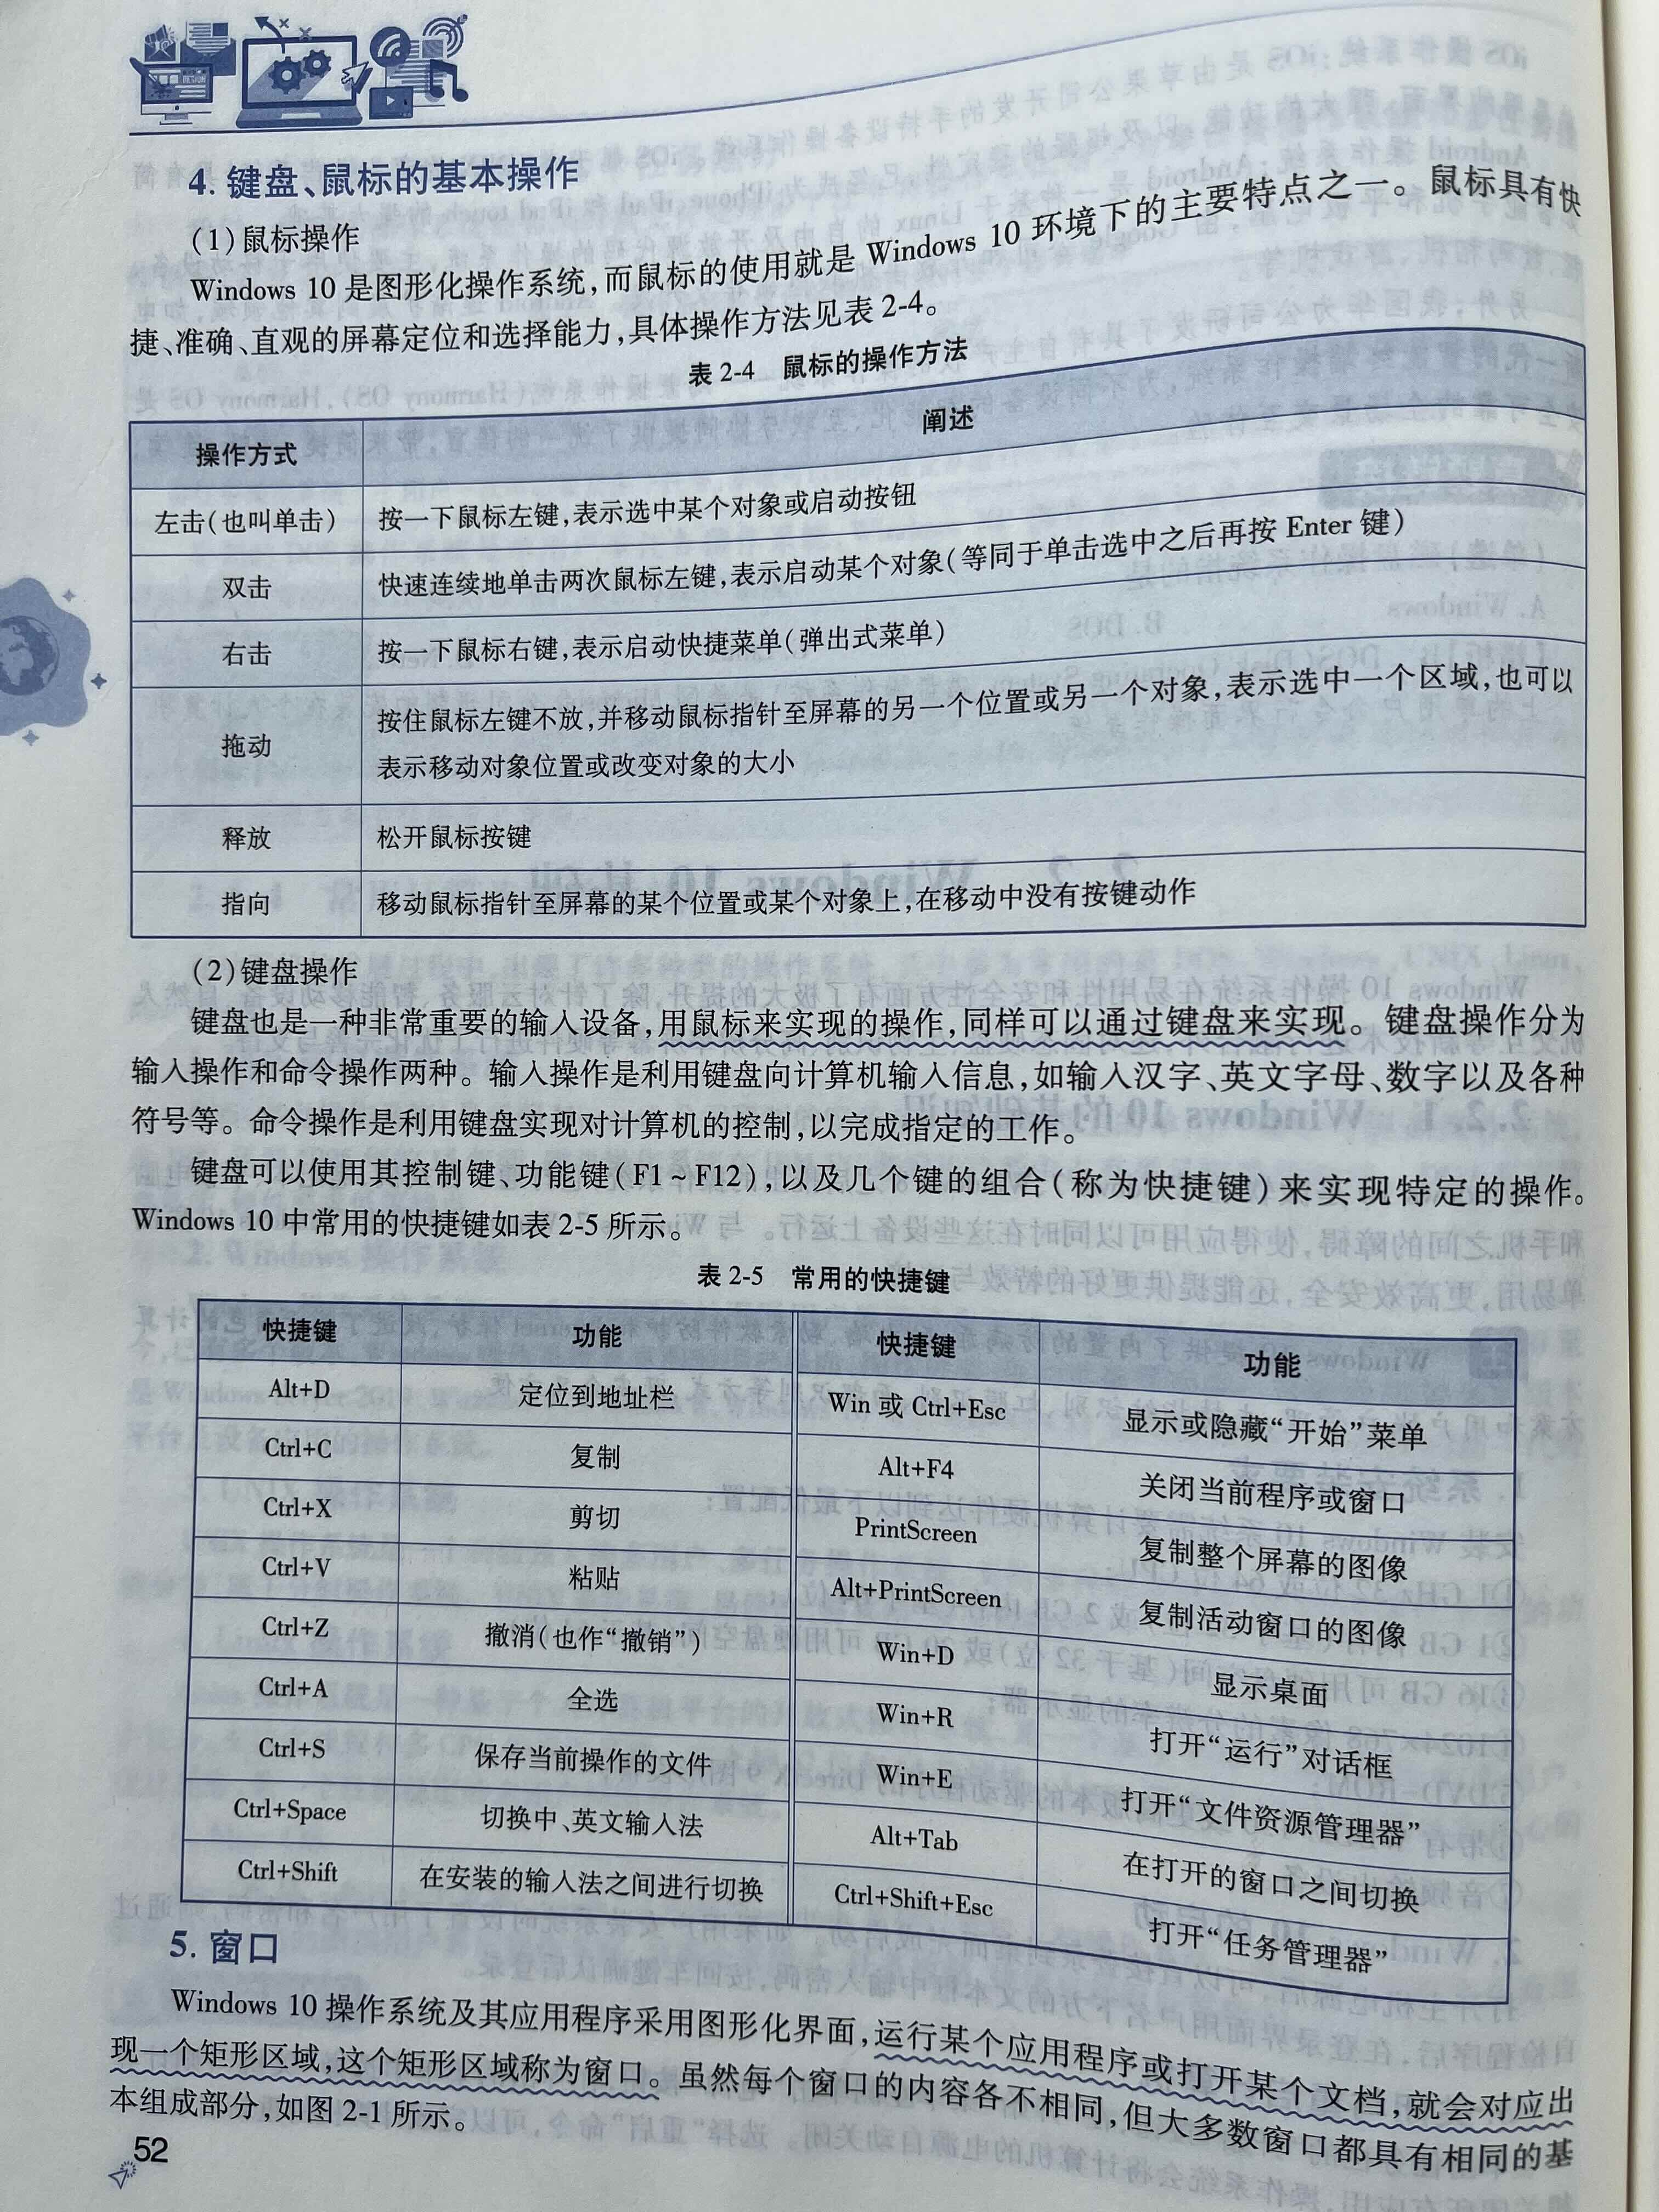 4. 键盘、鼠标的基本操作
(1)鼠标操作
Windows 10 是图形化操作系统,而鼠标的使用就是 Windows 10 环境下的主要特点之一。鼠标具有快
捷、准确、直观的屏幕定位和选择能力,具体操作方法见表 2-4。
表 2-4 鼠标的操作方法
操作方式 阐述
左击(也叫单击) 按一下鼠标左键,表示选中某个对象或启动按钮
双击 快速连续地单击两次鼠标左键,表示启动某个对象(等同于单击选中之后再按 Enter 键)
右击 按一下鼠标右键,表示启动快捷菜单(弹出式菜单)
拖动 按住鼠标左键不放,并移动鼠标指针至屏幕的另一个位置或另一个对象,表示选中一个区域,也可以
表示移动对象位置或改变对象的大小
释放 松开鼠标按键
指向 移动鼠标指针至屏幕的某个位置或某个对象上,在移动中没有按键动作
(2)键盘操作
键盘也是一种非常重要的输入设备,用鼠标来实现的操作,同样可以通过键盘来实现。键盘操作分为
输入操作和命令操作两种。输入操作是利用键盘向计算机输入信息,如输入汉字、英文字母、数字以及各种
符号等。命令操作是利用键盘实现对计算机的控制,以完成指定的工作。
键盘可以使用其控制键、功能键(F1~F12),以及几个键的组合(称为快捷键)来实现特定的操作。
Windows 10 中常用的快捷键如表 2-5 所示。
表 2-5 常用的快捷键
快捷键 功能 快捷键 功能
Alt+D 定位到地址栏 Win 或 Ctrl+Esc 显示或隐藏“开始”菜单
Ctrl+C 复制 Alt+F4 关闭当前程序或窗口
Ctrl+X 剪切 PrintScreen 复制整个屏幕的图像
Ctrl+V 粘贴 Alt+PrintScreen 复制活动窗口的图像
Ctrl+Z 撤消(也作“撤销”) Win+D 显示桌面
Ctrl+A 全选 Win+R 打开“运行”对话框
Ctrl+S 保存当前操作的文件 Win+E 打开“文件资源管理器”
Ctrl+Space 切换中、英文输入法 Alt+Tab 在打开的窗口之间切换
Ctrl+Shift 在安装的输入法之间进行切换 Ctrl+Shift+Esc 打开“任务管理器”
5. 窗口
Windows 10 操作系统及其应用程序采用图形化界面,运行某个应用程序或打开某个文档,就会对应出
现一个矩形区域,这个矩形区域称为窗口。虽然每个窗口的内容各不相同,但大多数窗口都具有相同的基
本组成部分,如图 2-1 所示。
52